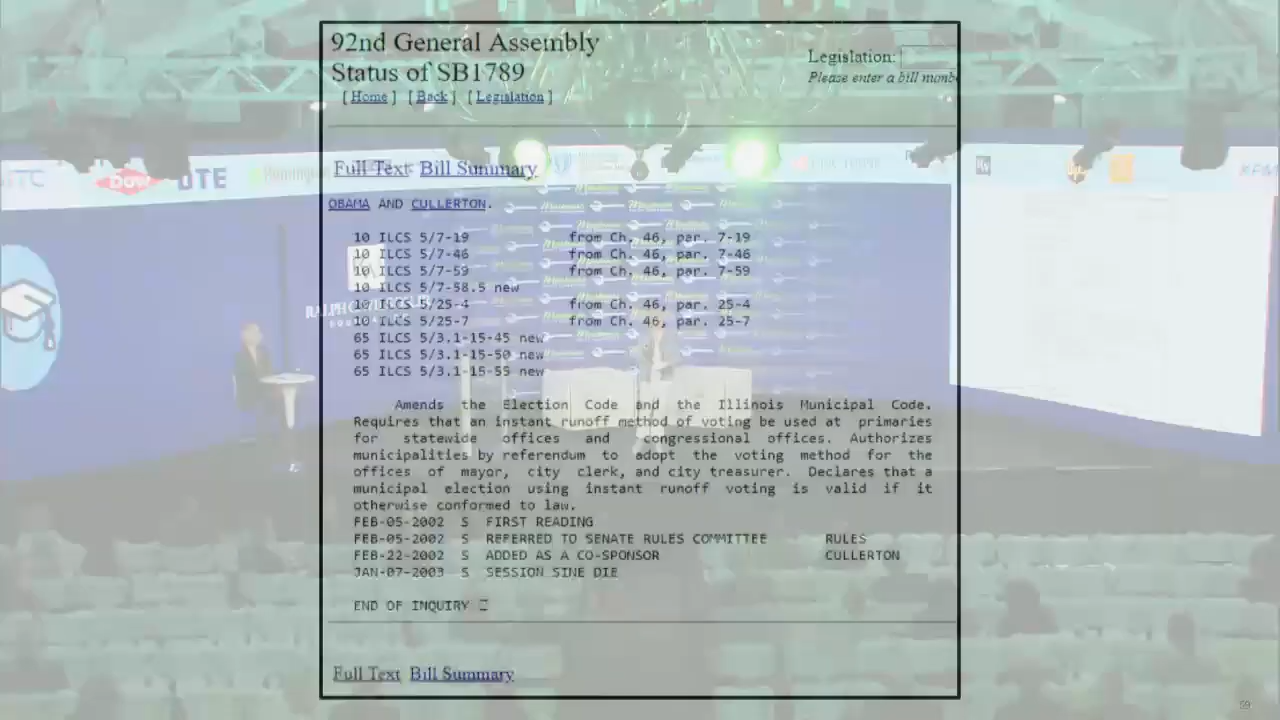 92nd General Assembly
Status of SB1789
[ Home ] [ Back ] [ Legislation ]
Legislation:
Please enter a bill numb
Full Text Bill Summary
DOW DTE
OBAMA AND CULLERTON.
10 ILCS 5/7-19 from Ch. 46, par. 7-19
10 ILCS 5/7-46 from Ch. 46, par. 7-46
10 ILCS 5/7-59 from Ch. 46, par. 7-59
10 ILCS 5/7-58.5 new
10 ILCS 5/25-4 from Ch. 46, par. 25-4
10 ILCS 5/25-7 from Ch. 46, par. 25-7
65 ILCS 5/3.1-15-45 new
65 ILCS 5/3.1-15-50 new
65 ILCS 5/3.1-15-55 new
Amends the Election Code and the Illinois Municipal Code.
Requires that an instant runoff method of voting be used at primaries
for statewide offices and congressional offices. Authorizes
municipalities by referendum to adopt the voting method for the
offices of mayor, city clerk, and city treasurer. Declares that a
municipal election using instant runoff voting is valid if it
otherwise conformed to law.
FEB-05-2002 S FIRST READING
FEB-05-2002 S REFERRED TO SENATE RULES COMMITTEE RULES
FEB-22-2002 S ADDED AS A CO-SPONSOR CULLERTON
JAN-07-2003 S SESSION SINE DIE
END OF INQUIRY
Full Text Bill Summary